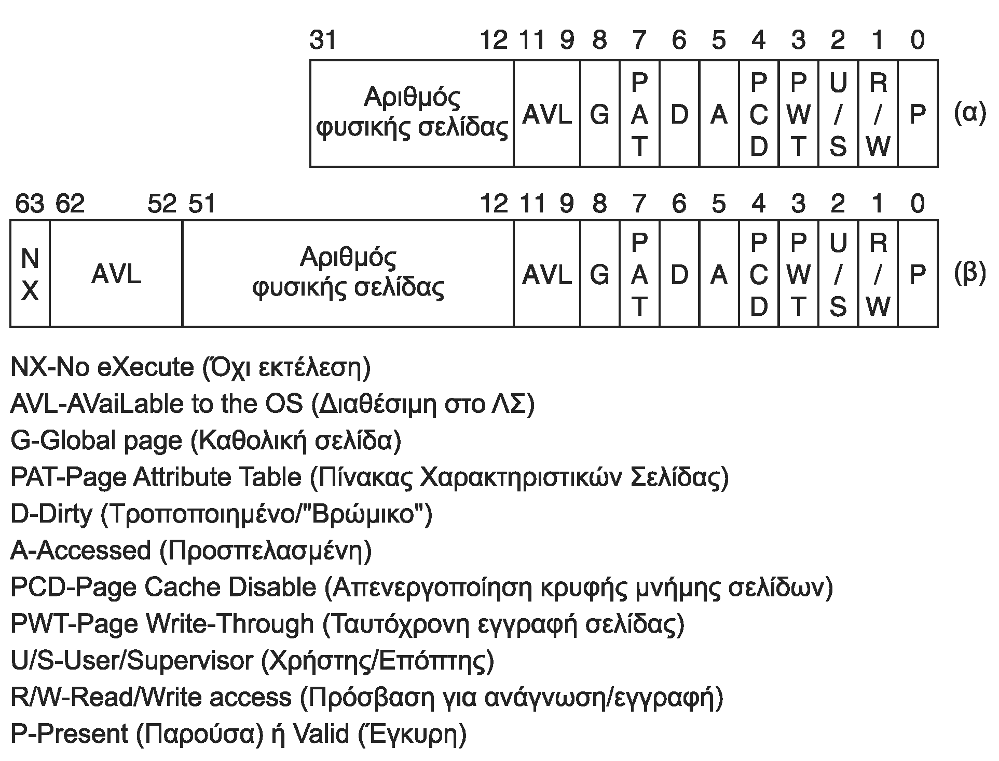 31 12 11 9 8 7 6 5 4 3 2 1 0
Αριθμός φυσικής σελίδας AVL G PAT D A PCD PWT U/S R/W P (α)
63 62 52 51 12 11 9 8 7 6 5 4 3 2 1 0
NX AVL Αριθμός φυσικής σελίδας AVL G PAT D A PCD PWT U/S R/W P (β)
NX-No eXecute (Όχι εκτέλεση)
AVL-AVaiLable to the OS (Διαθέσιμη στο ΛΣ)
G-Global page (Καθολική σελίδα)
PAT-Page Attribute Table (Πίνακας Χαρακτηριστικών Σελίδας)
D-Dirty (Τροποποιημένο/"Βρώμικο")
A-Accessed (Προσπελασμένη)
PCD-Page Cache Disable (Απενεργοποίηση κρυφής μνήμης σελίδων)
PWT-Page Write-Through (Ταυτόχρονη εγγραφή σελίδας)
U/S-User/Supervisor (Χρήστης/Επόπτης)
R/W-Read/Write access (Πρόσβαση για ανάγνωση/εγγραφή)
P-Present (Παρούσα) ή Valid (Έγκυρη)